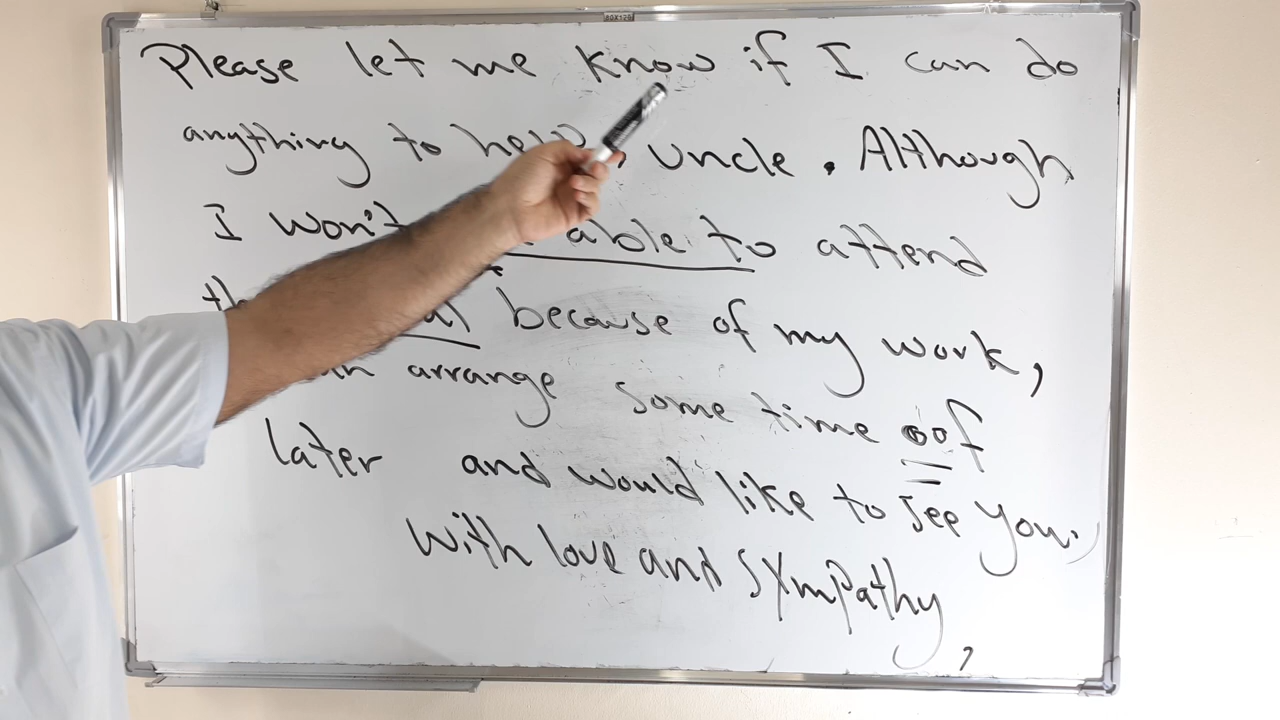 80X120
Please let me know if I can do
anything to help, uncle. Although
I won't able to attend
because of my work,
arrange some time oof
later and would like to see you.
With love and sympathy,